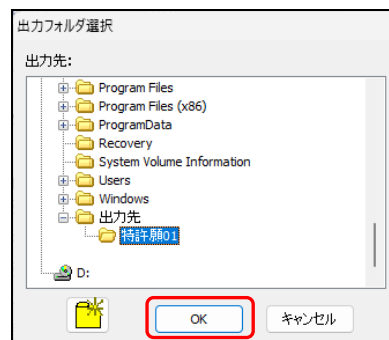 出力フォルダ選択
出力先:
Program Files
Program Files (x86)
ProgramData
Recovery
System Volume Information
Users
Windows
出力先
特許願01
D:
OK
キャンセル